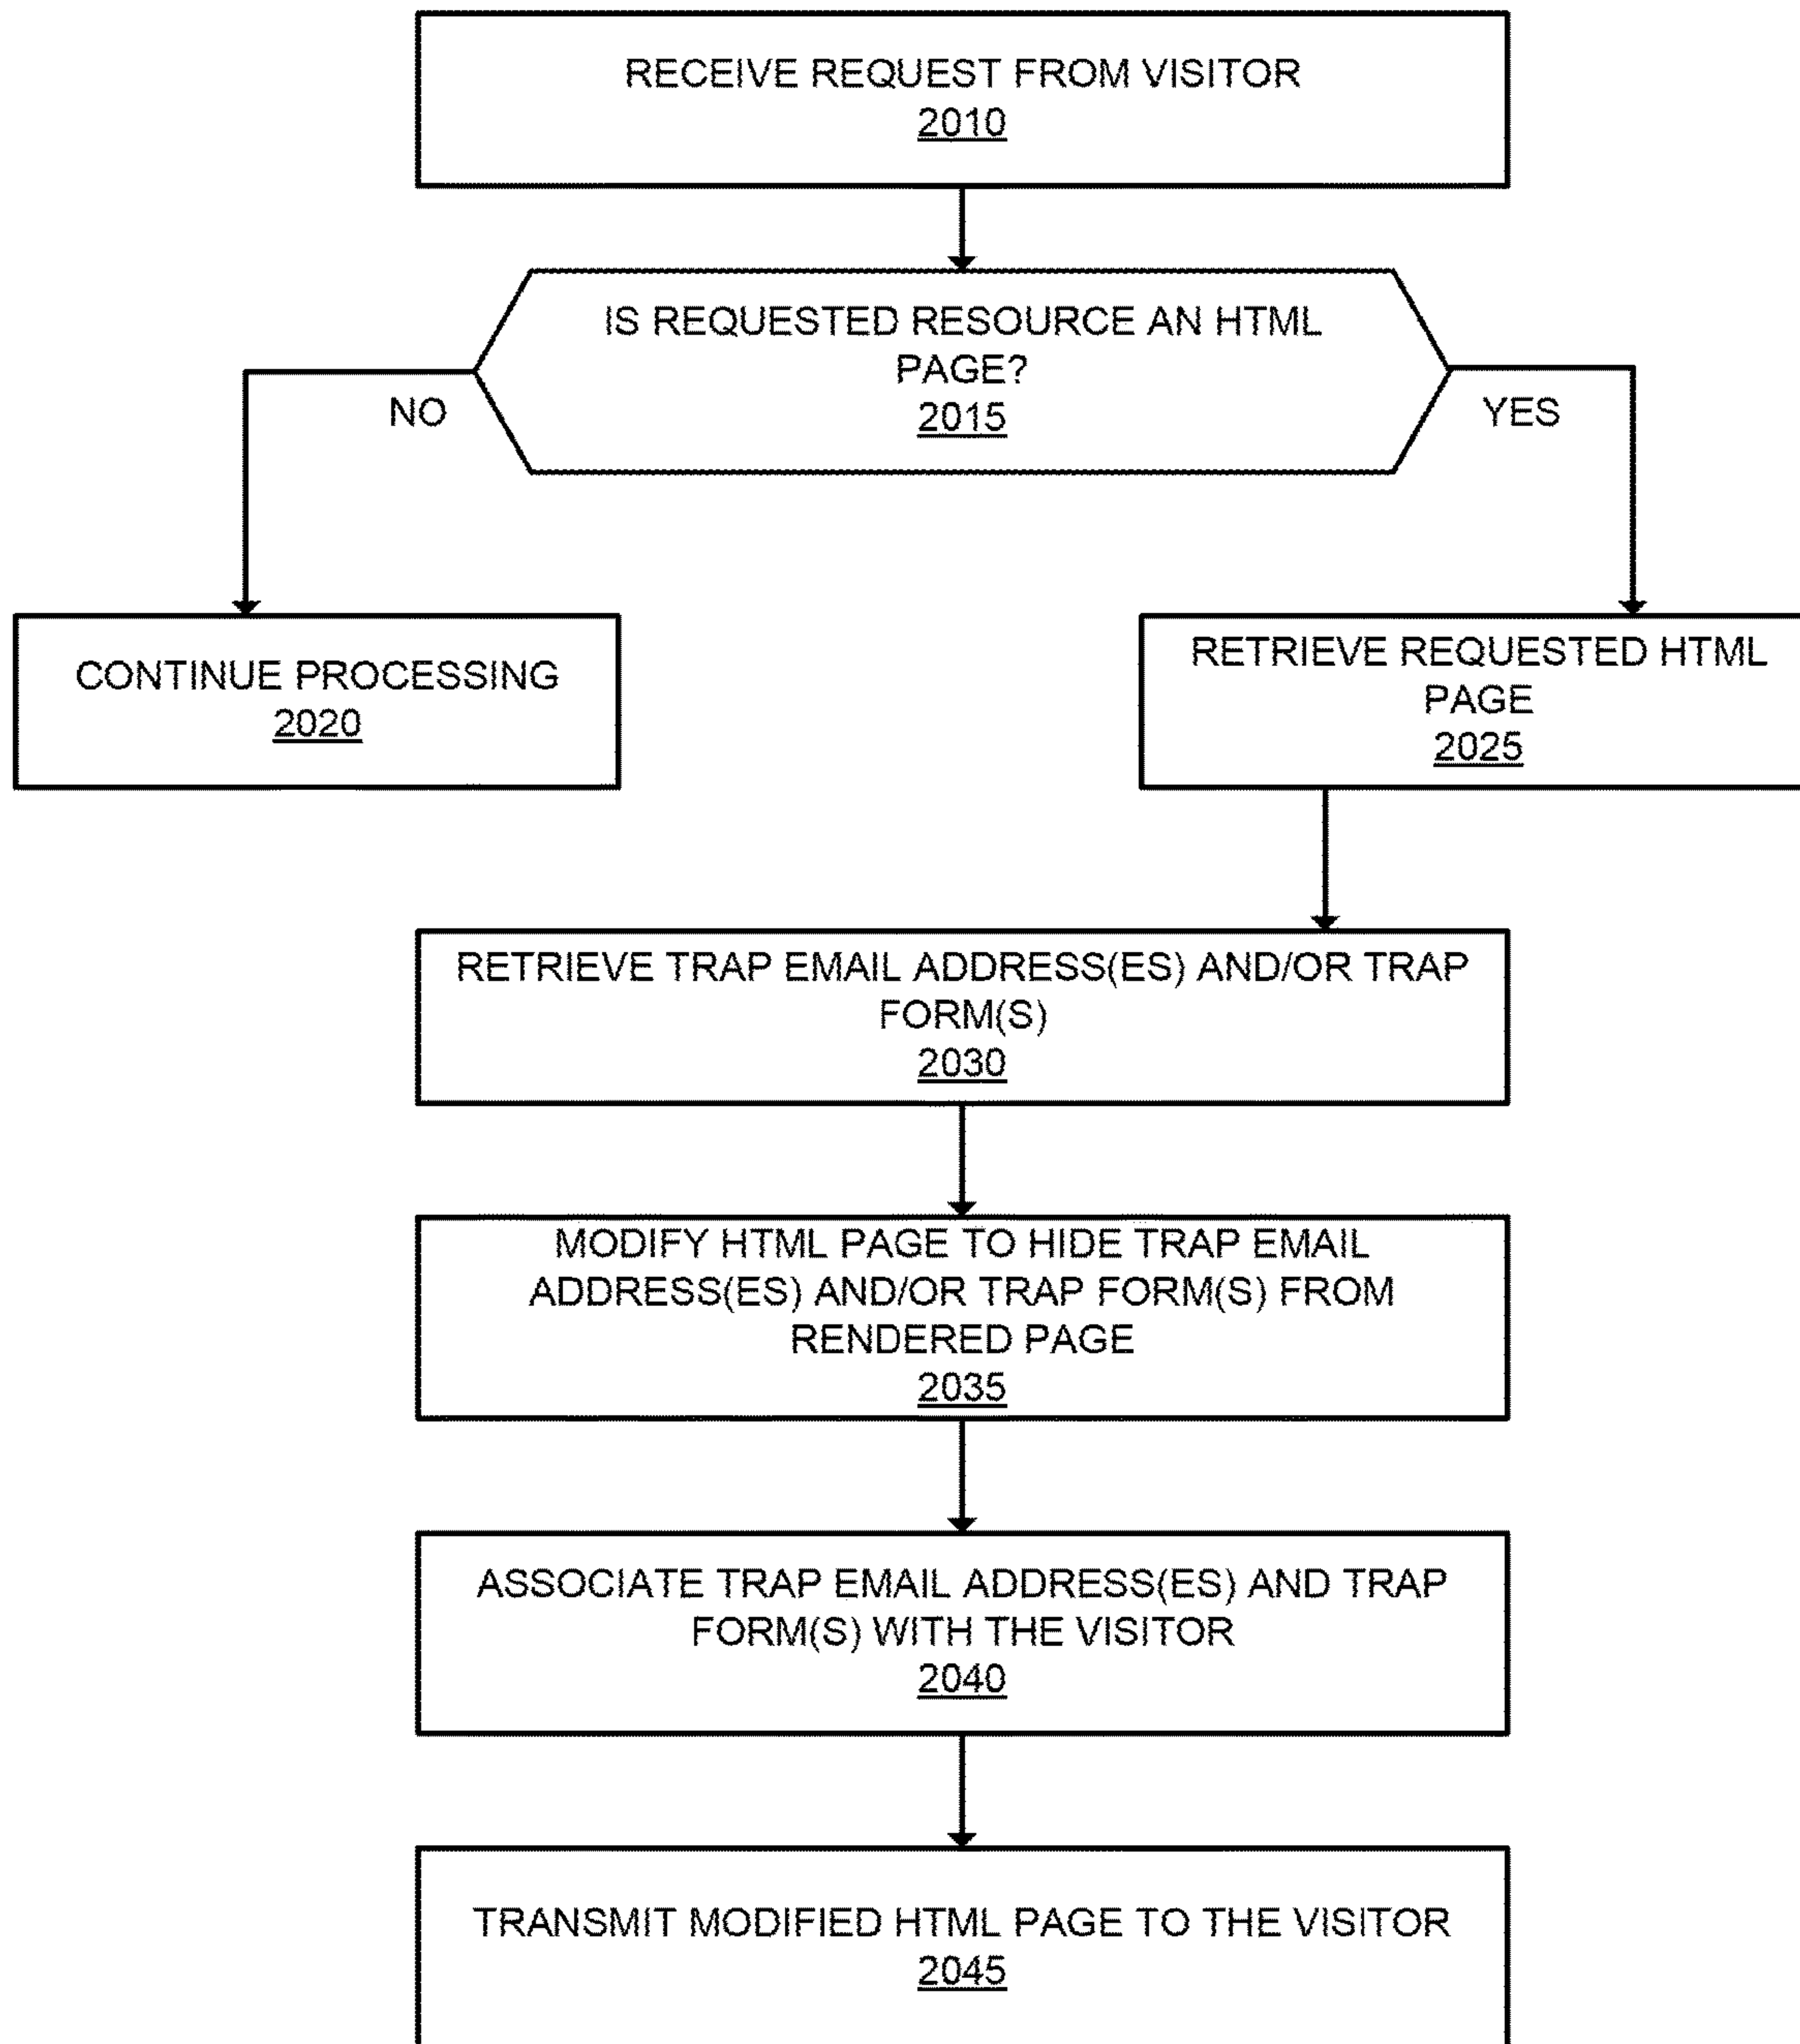 RECEIVE REQUEST FROM VISITOR
2010
IS REQUESTED RESOURCE AN HTML
PAGE?
2015
NO
YES
CONTINUE PROCESSING
2020
RETRIEVE REQUESTED HTML
PAGE
2025
RETRIEVE TRAP EMAIL ADDRESS(ES) AND/OR TRAP
FORM(S)
2030
MODIFY HTML PAGE TO HIDE TRAP EMAIL
ADDRESS(ES) AND/OR TRAP FORM(S) FROM
RENDERED PAGE
2035
ASSOCIATE TRAP EMAIL ADDRESS(ES) AND TRAP
FORM(S) WITH THE VISITOR
2040
TRANSMIT MODIFIED HTML PAGE TO THE VISITOR
2045